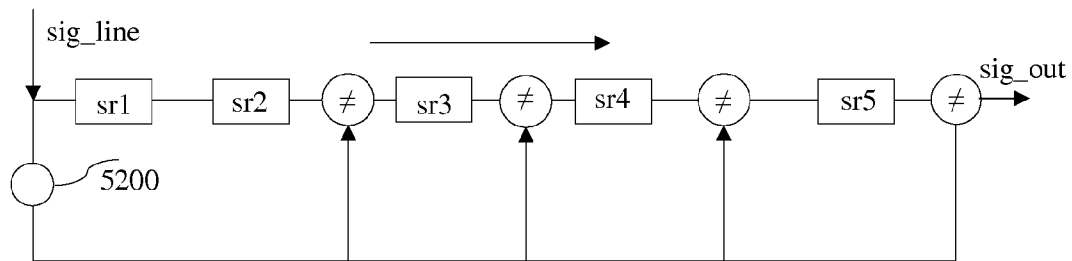 sig_line
sig_out
sr1
sr2
≠
sr3
≠
sr4
≠
sr5
≠
5200